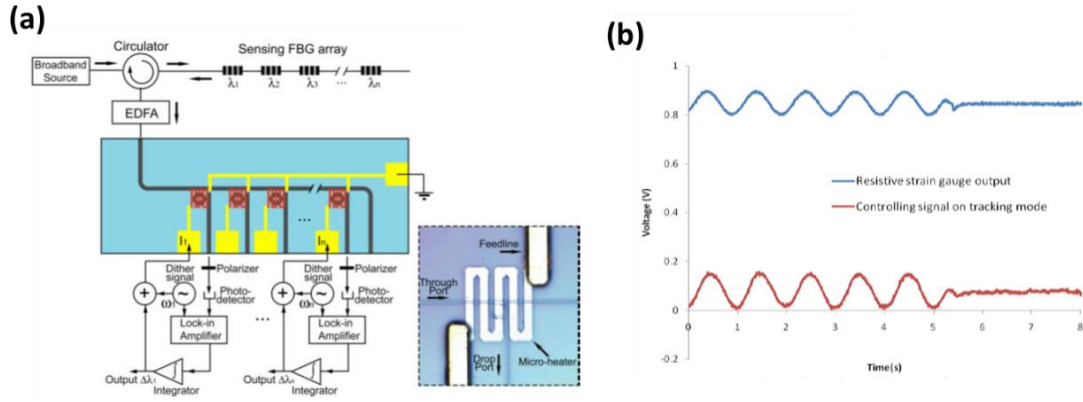 (a)
Circulator
Sensing FBG array
Broadband
Source
λ1
λ2
λ3
...
λn
EDFA
...
I1
In
Dither
signal
Polarizer
Photo-
detector
+
~
ω1
Lock-in
Amplifier
∫
Output Δλ1
Integrator
...
Dither
signal
Polarizer
Photo-
detector
+
~
ωn
Lock-in
Amplifier
∫
Output Δλn
Integrator
Feedline
Through
Port
Drop
Port
Micro-heater
(b)
Voltage (V)
1
0.8
0.6
0.4
0.2
0
-0.2
Resistive strain gauge output
Controlling signal on tracking mode
0 1 2 3 4 5 6 7 8
Time(s)